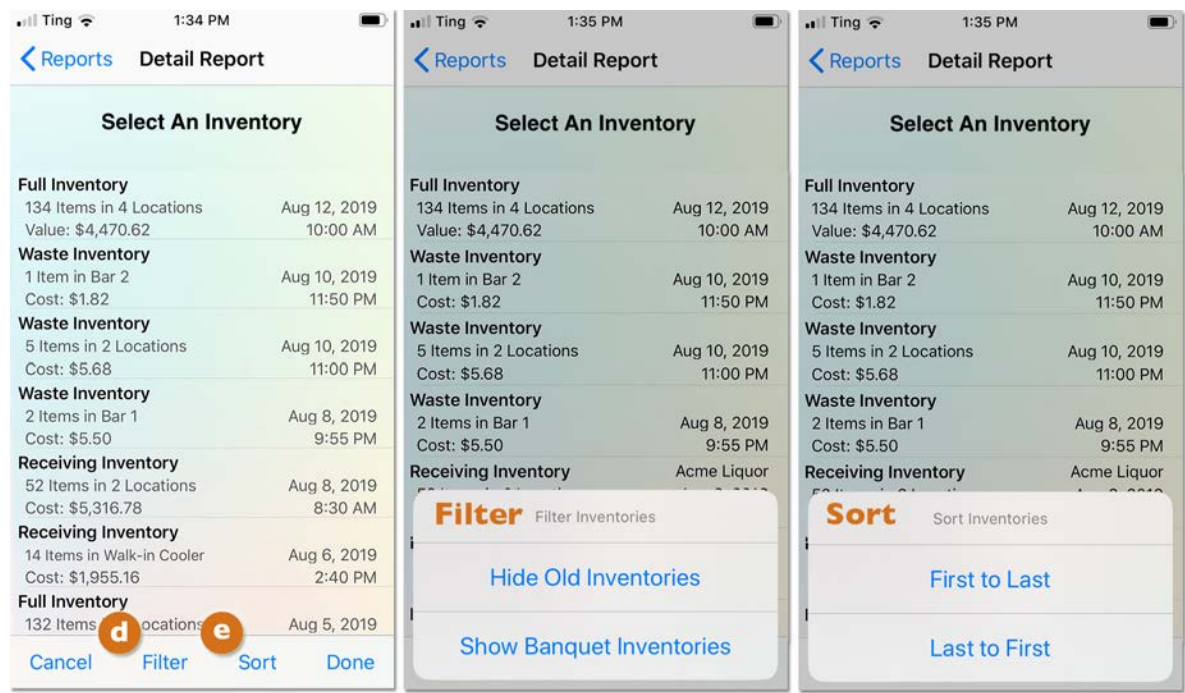 Ting 1:34 PM
Reports Detail Report
Select An Inventory
Full Inventory
134 Items in 4 Locations Aug 12, 2019
Value: $4,470.62 10:00 AM
Waste Inventory
1 Item in Bar 2 Aug 10, 2019
Cost: $1.82 11:50 PM
Waste Inventory
5 Items in 2 Locations Aug 10, 2019
Cost: $5.68 11:00 PM
Waste Inventory
2 Items in Bar 1 Aug 8, 2019
Cost: $5.50 9:55 PM
Receiving Inventory
52 Items in 2 Locations Aug 8, 2019
Cost: $5,316.78 8:30 AM
Receiving Inventory
14 Items in Walk-in Cooler Aug 6, 2019
Cost: $1,955.16 2:40 PM
Full Inventory
132 Items d ocations e Aug 5, 2019
Cancel Filter Sort Done
Ting 1:35 PM
Reports Detail Report
Select An Inventory
Full Inventory
134 Items in 4 Locations Aug 12, 2019
Value: $4,470.62 10:00 AM
Waste Inventory
1 Item in Bar 2 Aug 10, 2019
Cost: $1.82 11:50 PM
Waste Inventory
5 Items in 2 Locations Aug 10, 2019
Cost: $5.68 11:00 PM
Waste Inventory
2 Items in Bar 1 Aug 8, 2019
Cost: $5.50 9:55 PM
Receiving Inventory Acme Liquor
Filter Filter Inventories
Hide Old Inventories
Show Banquet Inventories
Ting 1:35 PM
Reports Detail Report
Select An Inventory
Full Inventory
134 Items in 4 Locations Aug 12, 2019
Value: $4,470.62 10:00 AM
Waste Inventory
1 Item in Bar 2 Aug 10, 2019
Cost: $1.82 11:50 PM
Waste Inventory
5 Items in 2 Locations Aug 10, 2019
Cost: $5.68 11:00 PM
Waste Inventory
2 Items in Bar 1 Aug 8, 2019
Cost: $5.50 9:55 PM
Receiving Inventory Acme Liquor
Sort Sort Inventories
First to Last
Last to First